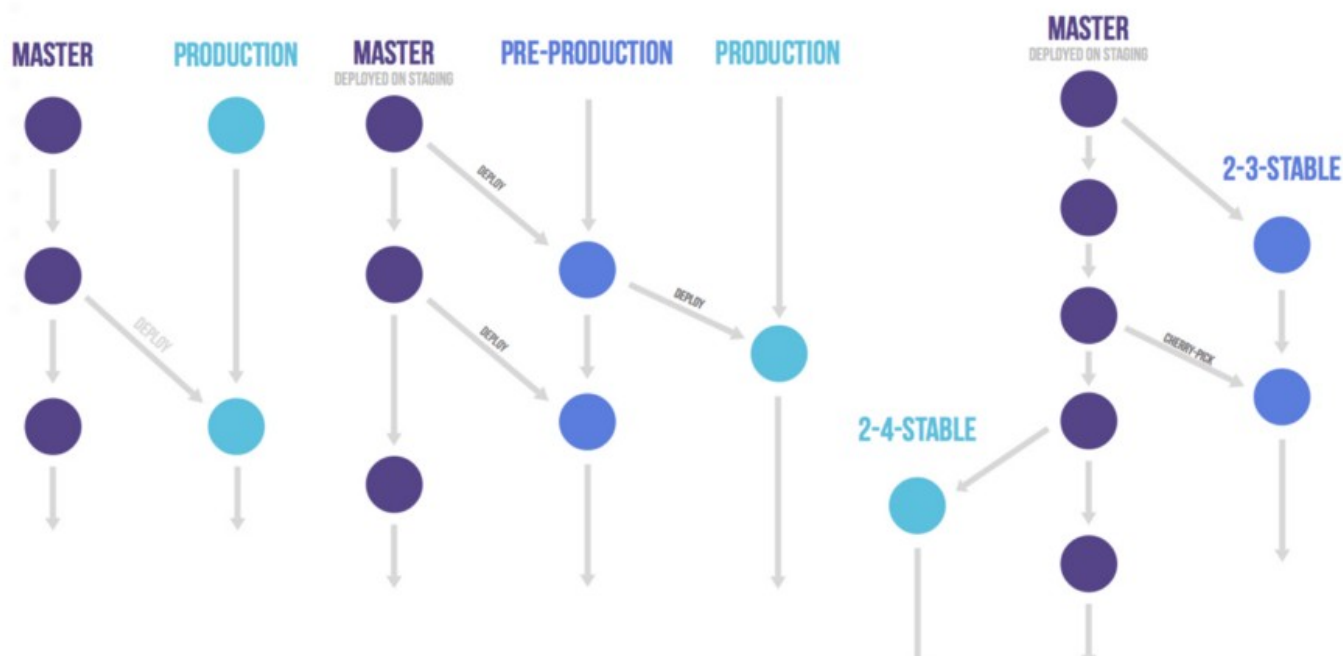 MASTER
PRODUCTION
DEPLOY
MASTER
DEPLOYED ON STAGING
PRE-PRODUCTION
PRODUCTION
DEPLOY
DEPLOY
DEPLOY
MASTER
DEPLOYED ON STAGING
2-3-STABLE
CHERRY-PICK
2-4-STABLE